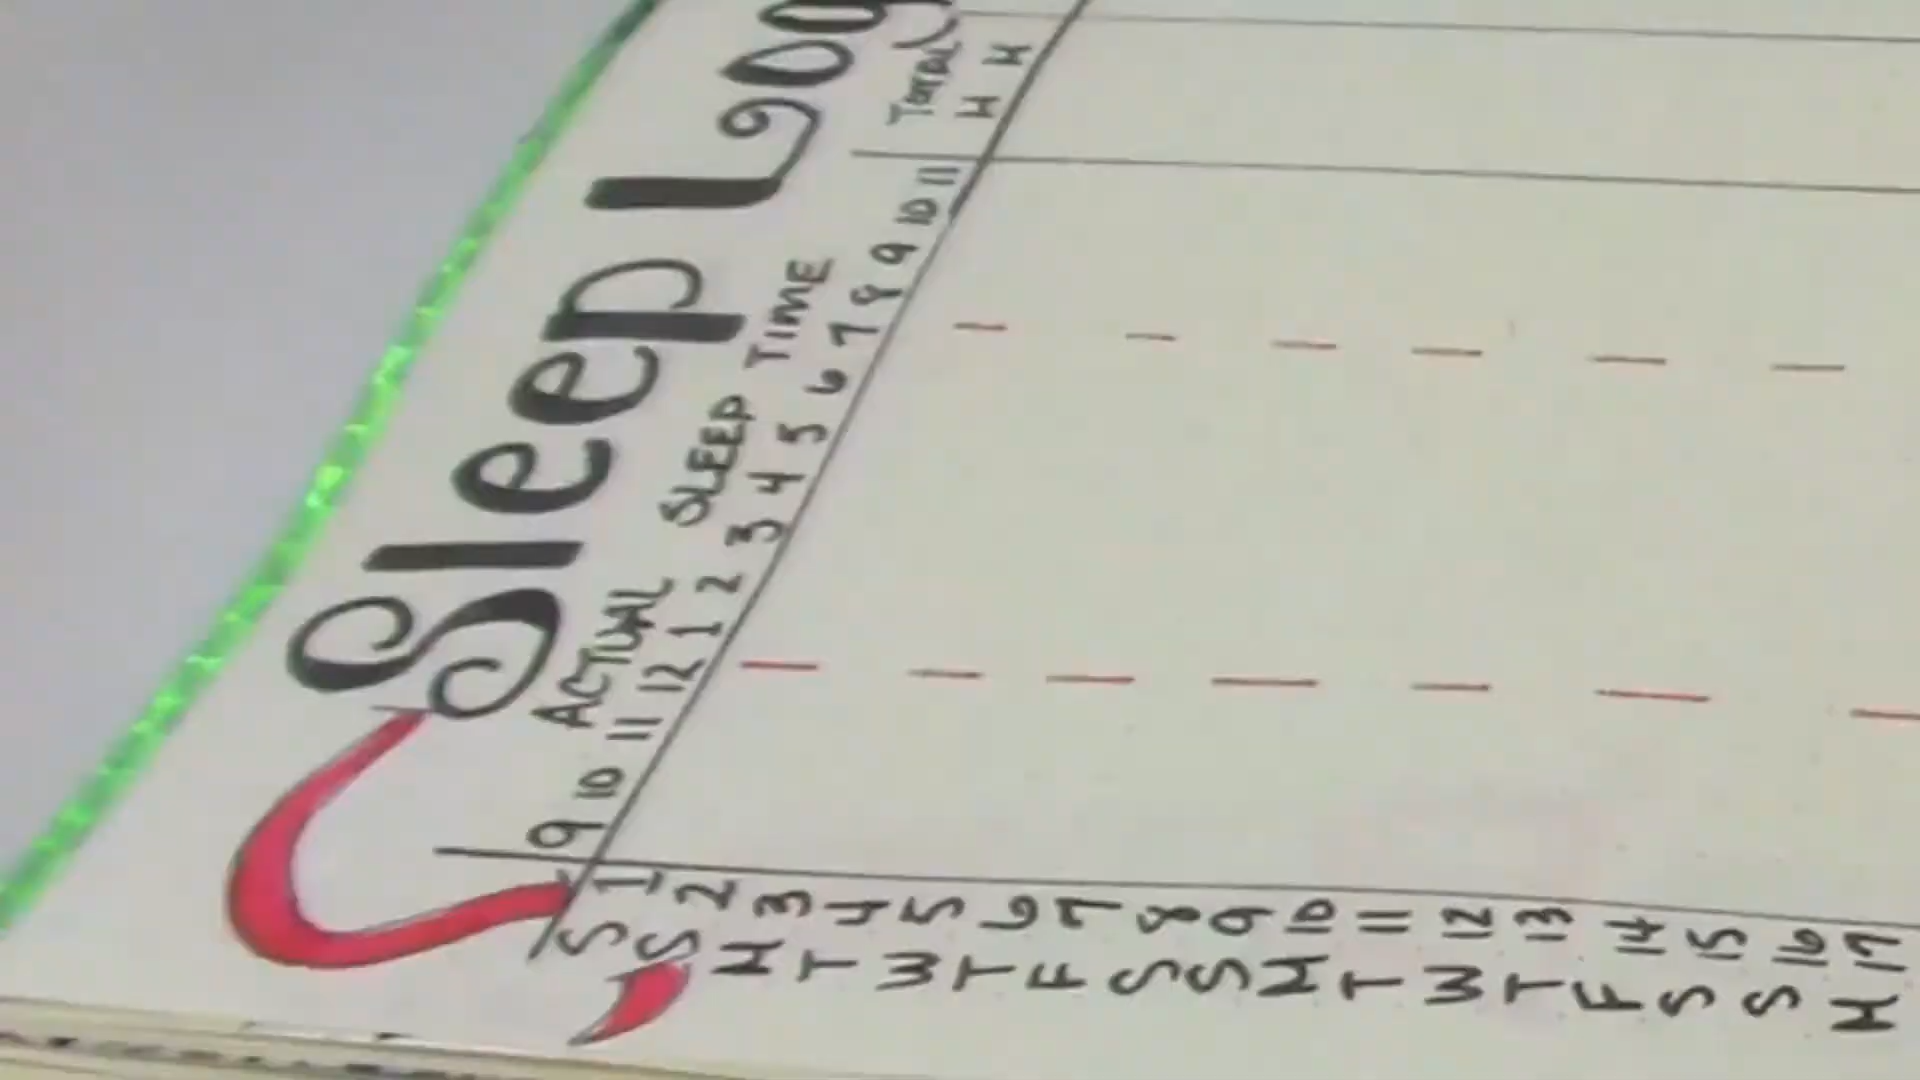 Sleep Log
ACTUAL SLEEP TIME
Total
9 10 11 12 1 2 3 4 5 6 7 8 9 10 11
H H
S 1
S 2
M 3
T 4
W 5
T 6
F 7
S 8
S 9
M 10
T 11
W 12
T 13
F 14
S 15
S 16
M 17